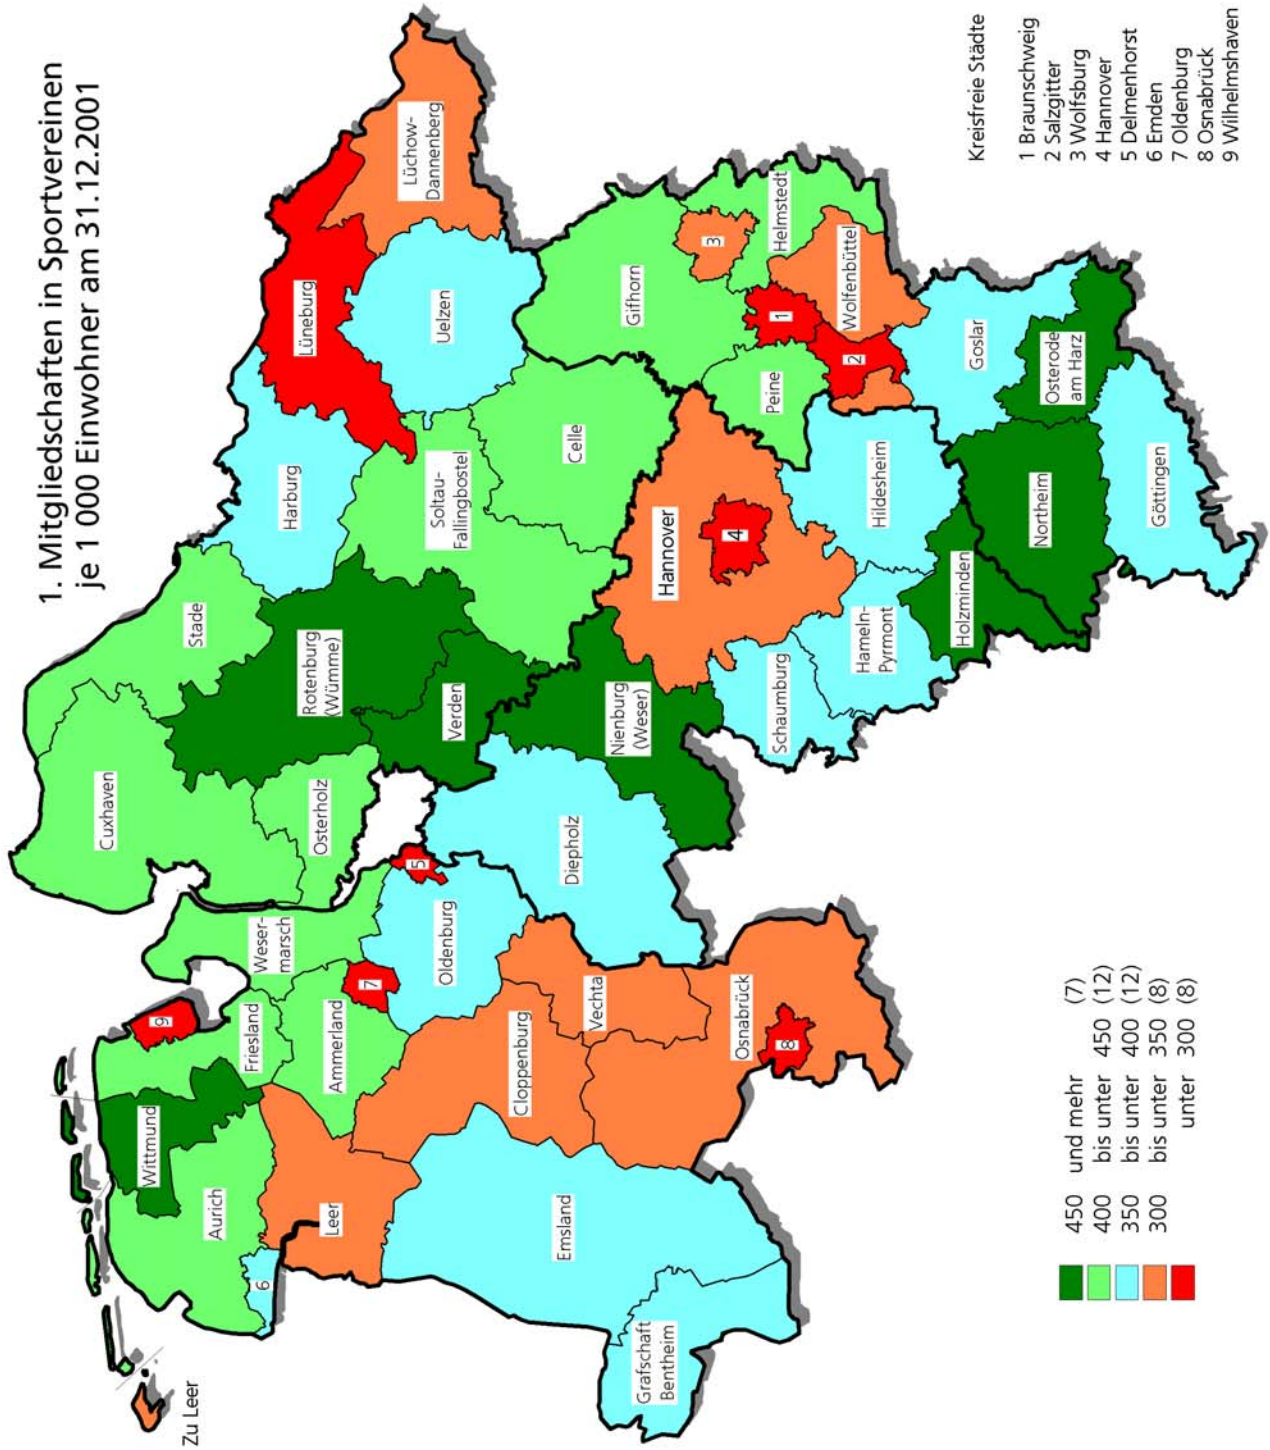 1. Mitgliedschaften in Sportvereinen
je 1 000 Einwohner am 31.12.2001
Zu Leer
Wittmund
Aurich
6
Leer
9
Friesland
Weser-
marsch
Ammerland
7
Cuxhaven
Stade
Osterholz
Rotenburg
(Wümme)
Verden
Harburg
Lüneburg
Lüchow-
Dannenberg
Uelzen
Soltau-
Fallingbostel
Celle
5
Oldenburg
Cloppenburg
Vechta
Diepholz
Emsland
Grafschaft
Bentheim
Osnabrück
8
Nienburg
(Weser)
Hannover
4
Gifhorn
3
Helmstedt
1
Peine
Wolfenbüttel
2
Schaumburg
Hameln-
Pyrmont
Hildesheim
Holzminden
Goslar
Northeim
Osterode
am Harz
Göttingen
450 und mehr (7)
400 bis unter 450 (12)
350 bis unter 400 (12)
300 bis unter 350 (8)
unter 300 (8)
Kreisfreie Städte
1 Braunschweig
2 Salzgitter
3 Wolfsburg
4 Hannover
5 Delmenhorst
6 Emden
7 Oldenburg
8 Osnabrück
9 Wilhelmshaven